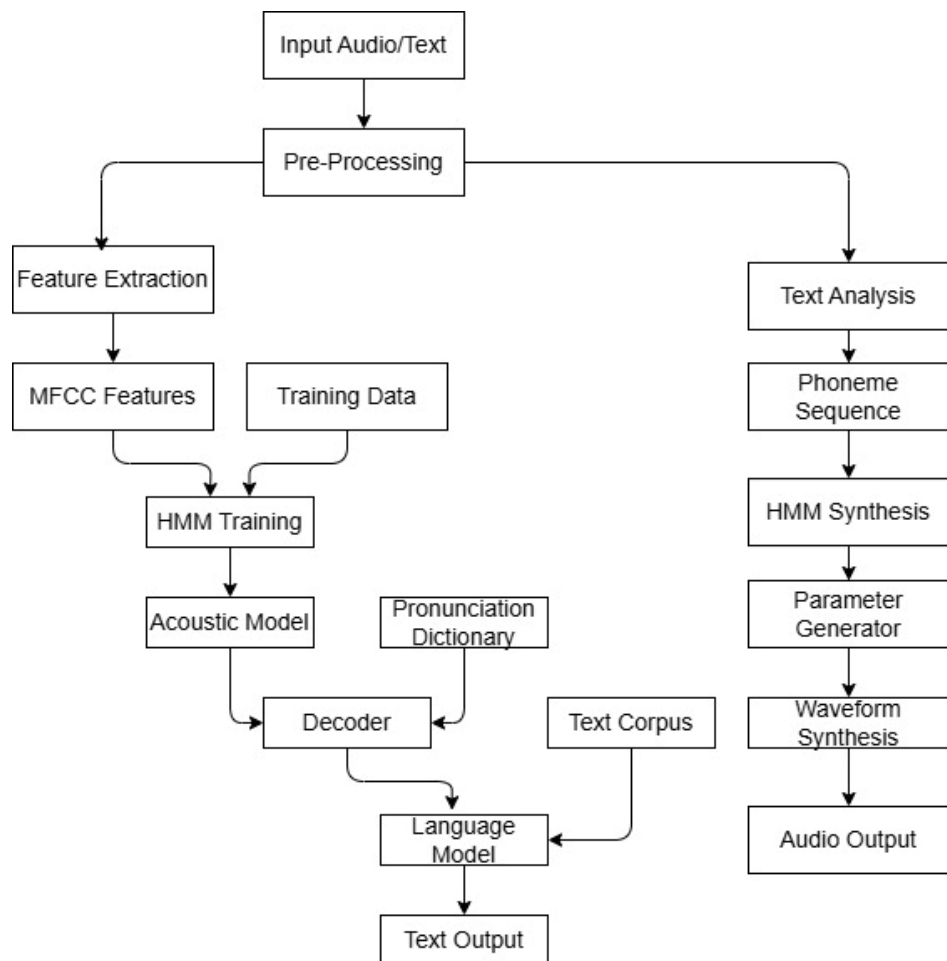 Input Audio/Text
Pre-Processing
Feature Extraction
Text Analysis
MFCC Features
Training Data
Phoneme
Sequence
HMM Training
HMM Synthesis
Acoustic Model
Pronunciation
Dictionary
Parameter
Generator
Decoder
Text Corpus
Waveform
Synthesis
Language
Model
Audio Output
Text Output